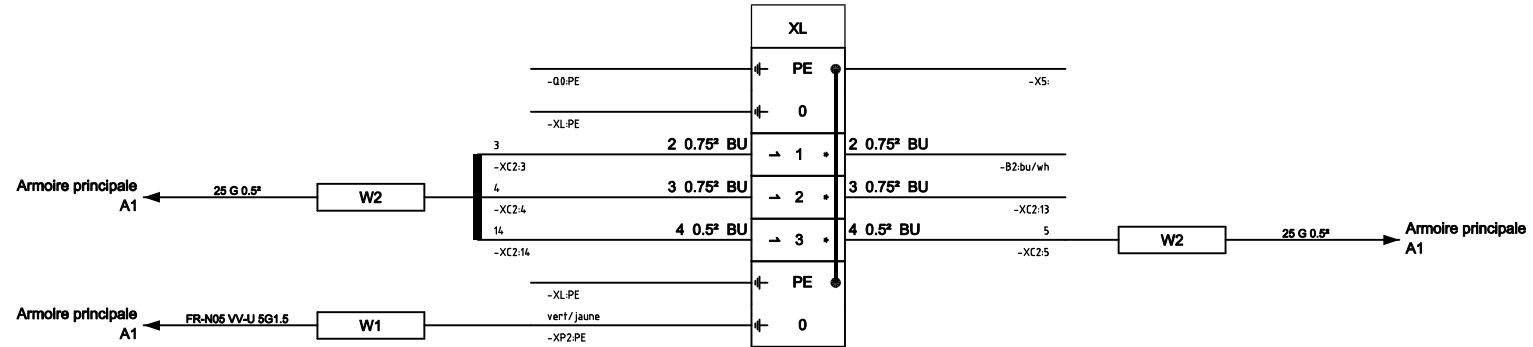 XL
PE
-Q0:PE
-X5:
0
-XL:PE
3
2 0.75² BU
1
2 0.75² BU
-XC2:3
-B2:bu/wh
Armoire principale
A1
25 G 0.5²
W2
4
3 0.75² BU
2
3 0.75² BU
-XC2:4
-XC2:13
14
4 0.5² BU
3
4 0.5² BU
5
-XC2:14
-XC2:5
W2
25 G 0.5²
Armoire principale
A1
PE
-XL:PE
Armoire principale
A1
FR-N05 VV-U 5G1.5
W1
vert/jaune
-XP2:PE
0